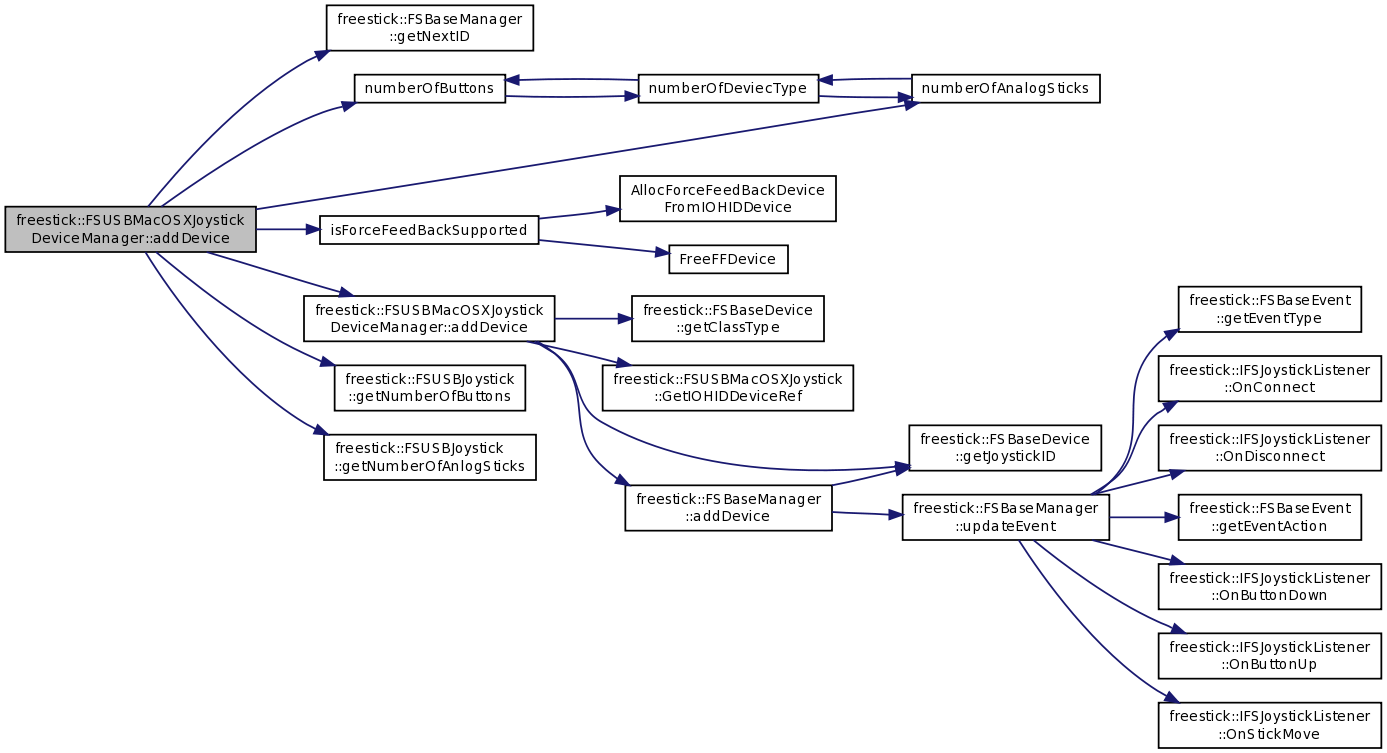 freestick::FSBaseManager
::getNextID
numberOfButtons
numberOfDeviecType
numberOfAnalogSticks
AllocForceFeedBackDevice
FromIOHIDDevice
freestick::FSUSBMacOSXJoystick
DeviceManager::addDevice
isForceFeedBackSupported
FreeFFDevice
freestick::FSUSBMacOSXJoystick
DeviceManager::addDevice
freestick::FSBaseDevice
::getClassType
freestick::FSBaseEvent
::getEventType
freestick::FSUSBJoystick
::getNumberOfButtons
freestick::FSUSBMacOSXJoystick
::GetIOHIDDeviceRef
freestick::IFSJoystickListener
::OnConnect
freestick::FSUSBJoystick
::getNumberOfAnlogSticks
freestick::FSBaseDevice
::getJoystickID
freestick::IFSJoystickListener
::OnDisconnect
freestick::FSBaseManager
::addDevice
freestick::FSBaseManager
::updateEvent
freestick::FSBaseEvent
::getEventAction
freestick::IFSJoystickListener
::OnButtonDown
freestick::IFSJoystickListener
::OnButtonUp
freestick::IFSJoystickListener
::OnStickMove